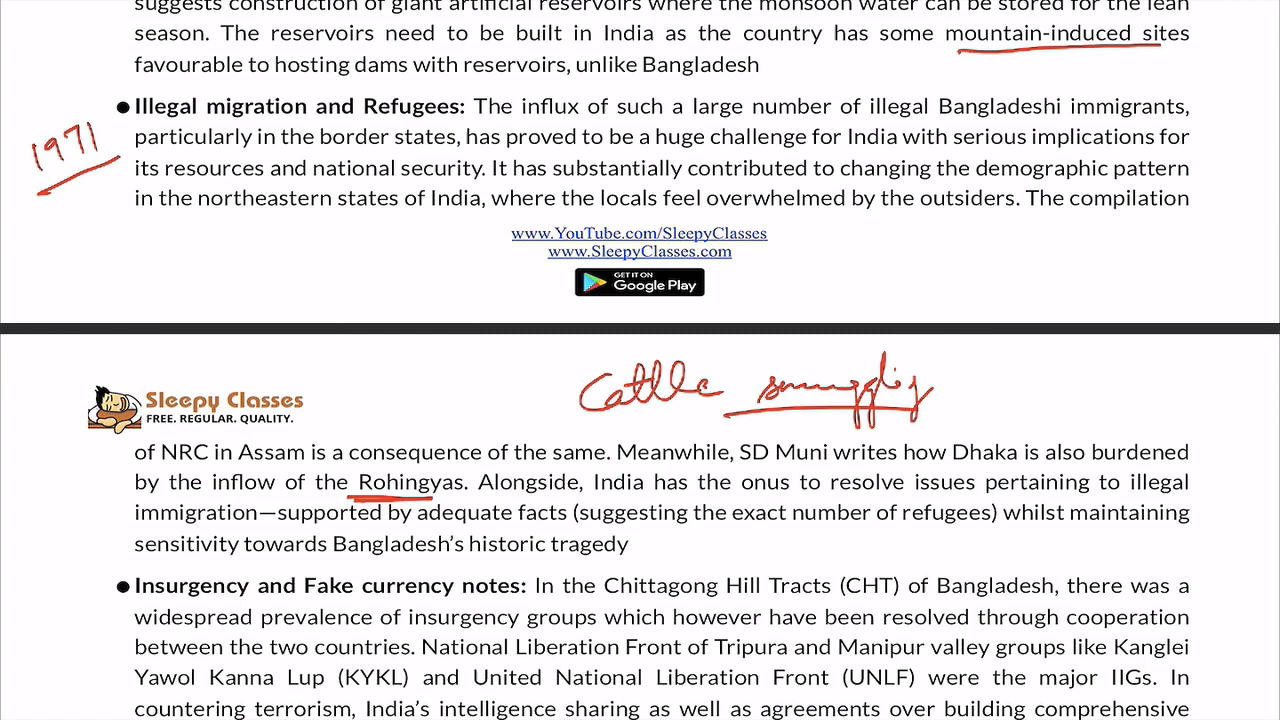 suggests construction of giant artificial reservoirs where the monsoon water can be stored for the lean
season. The reservoirs need to be built in India as the country has some mountain-induced sites
favourable to hosting dams with reservoirs, unlike Bangladesh
● Illegal migration and Refugees: The influx of such a large number of illegal Bangladeshi immigrants,
1971
particularly in the border states, has proved to be a huge challenge for India with serious implications for
its resources and national security. It has substantially contributed to changing the demographic pattern
in the northeastern states of India, where the locals feel overwhelmed by the outsiders. The compilation
www.YouTube.com/SleepyClasses
www.SleepyClasses.com
GET IT ON
Google Play
Cattle smuggling
Sleepy Classes
FREE. REGULAR. QUALITY.
of NRC in Assam is a consequence of the same. Meanwhile, SD Muni writes how Dhaka is also burdened
by the inflow of the Rohingyas. Alongside, India has the onus to resolve issues pertaining to illegal
immigration—supported by adequate facts (suggesting the exact number of refugees) whilst maintaining
sensitivity towards Bangladesh's historic tragedy
● Insurgency and Fake currency notes: In the Chittagong Hill Tracts (CHT) of Bangladesh, there was a
widespread prevalence of insurgency groups which however have been resolved through cooperation
between the two countries. National Liberation Front of Tripura and Manipur valley groups like Kanglei
Yawol Kanna Lup (KYKL) and United National Liberation Front (UNLF) were the major IIGs. In
countering terrorism, India's intelligence sharing as well as agreements over building comprehensive